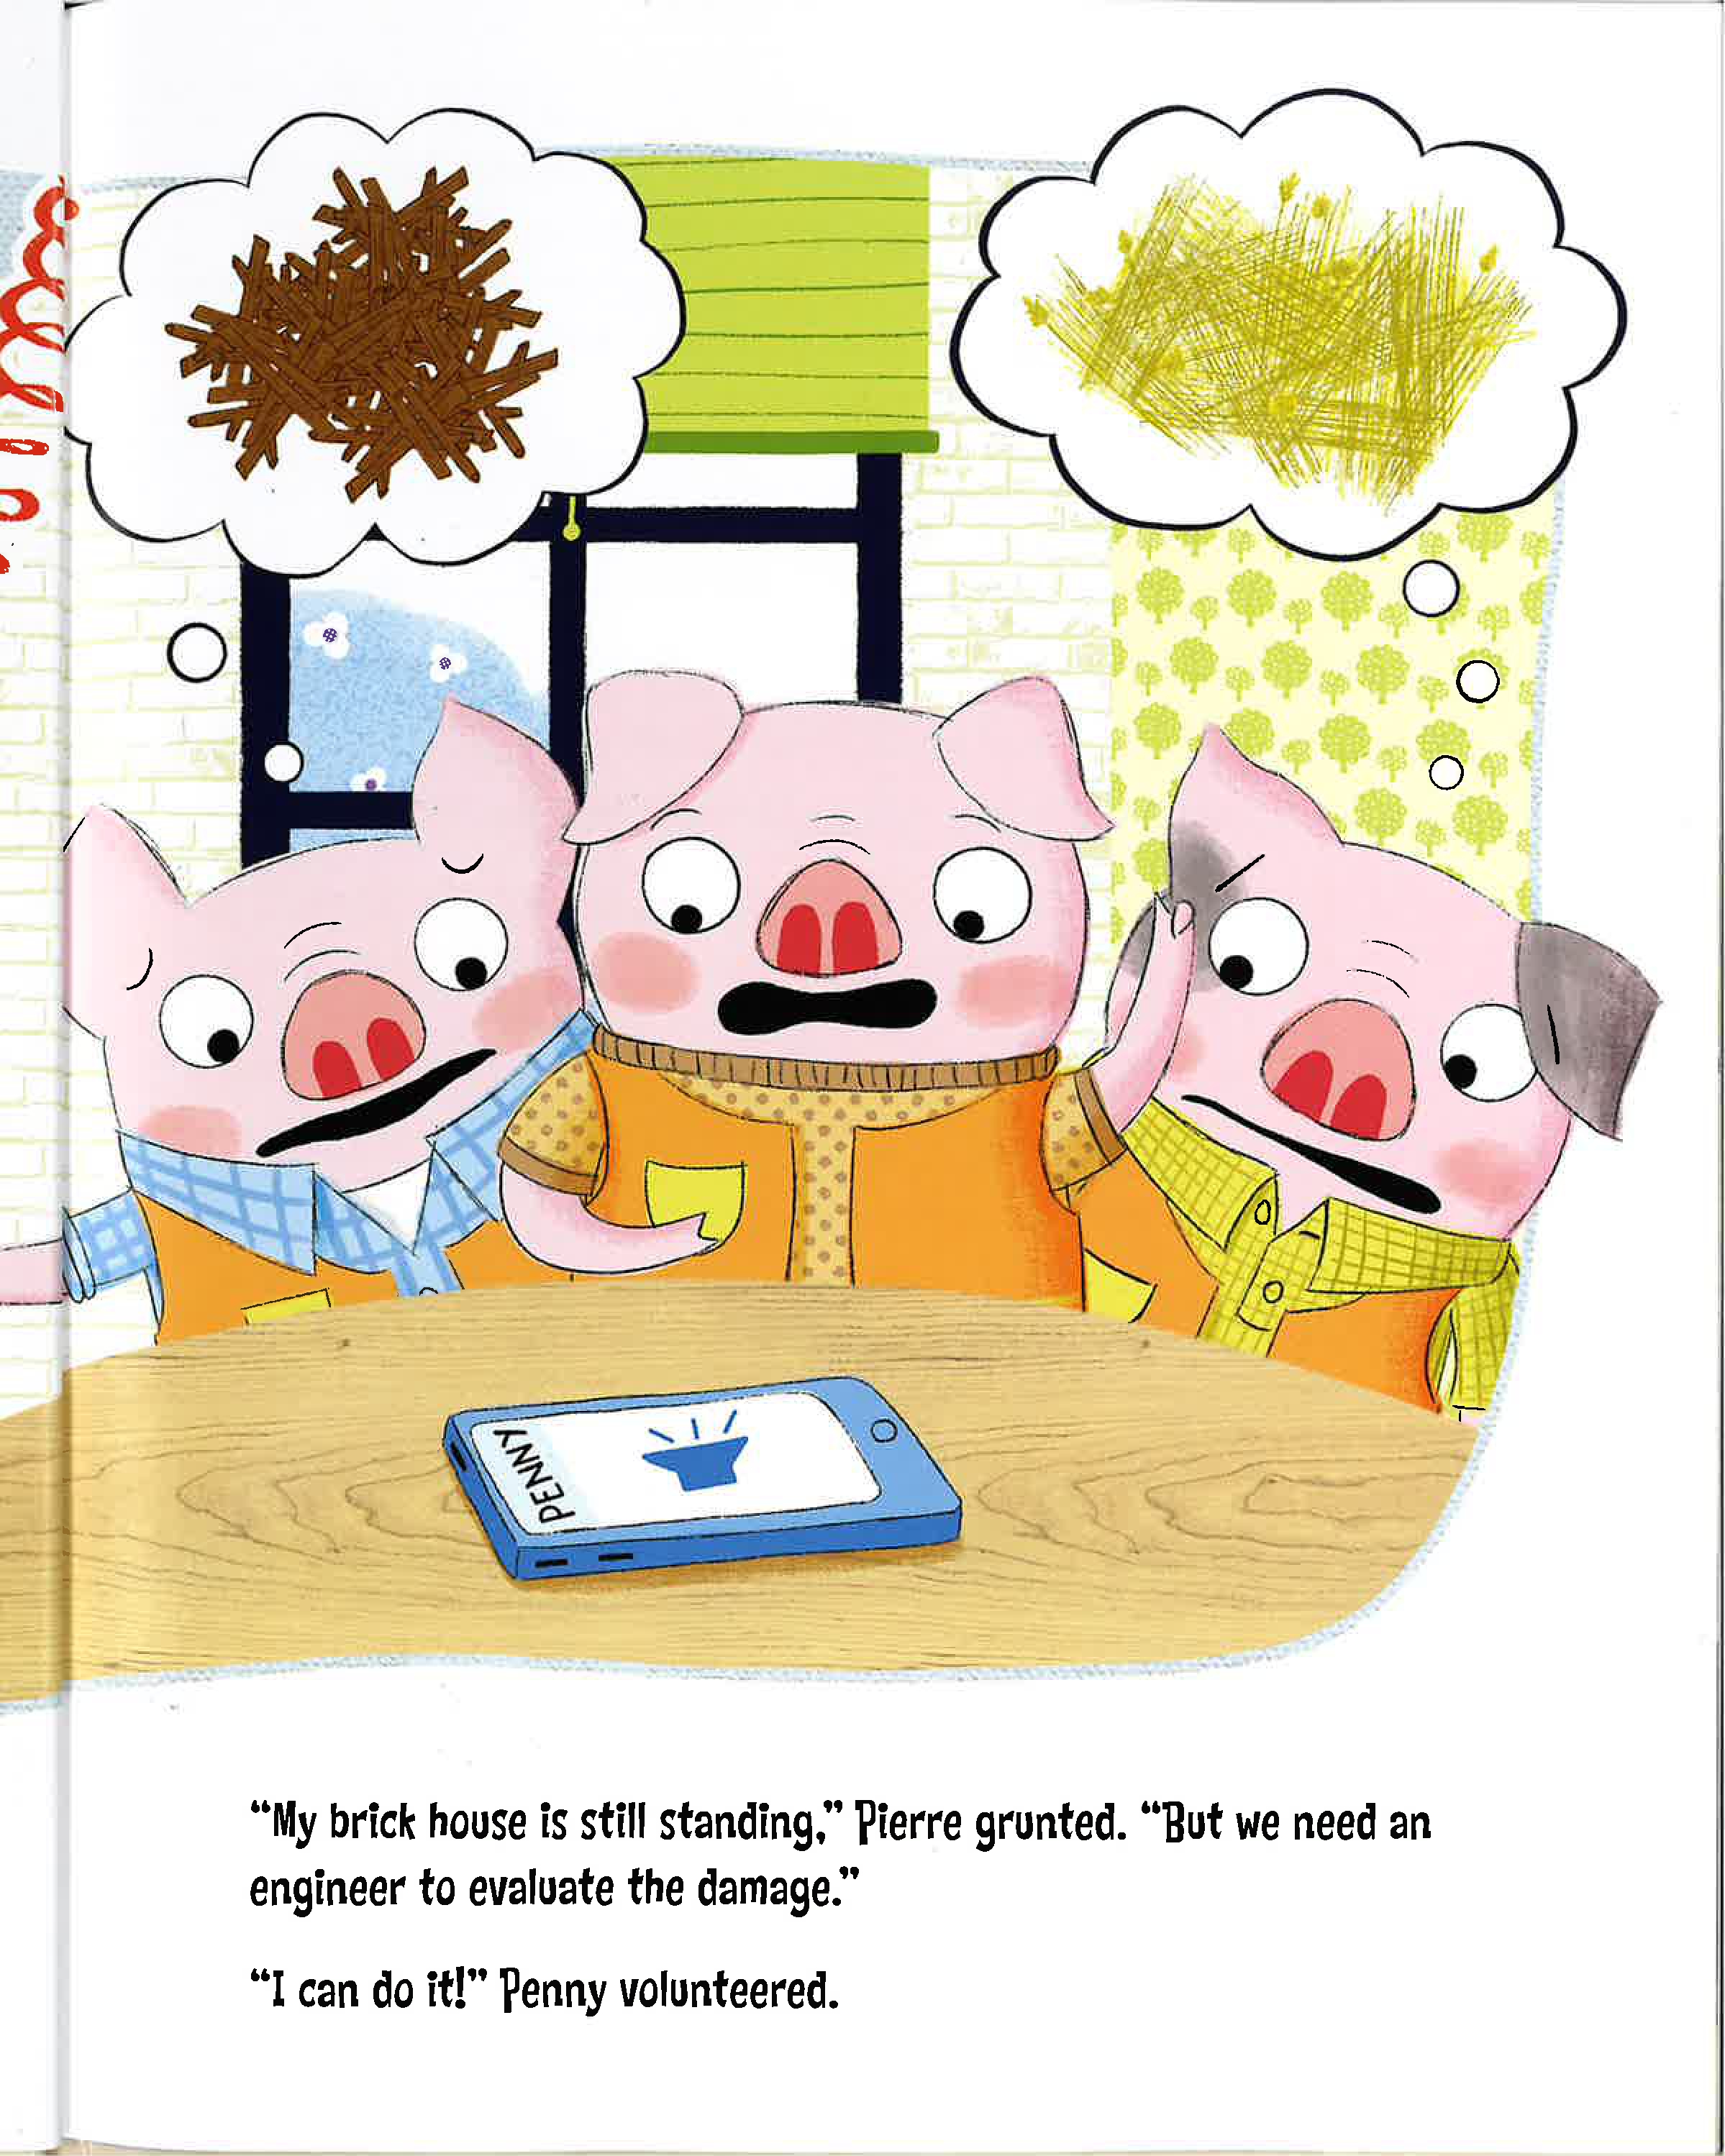 PENNY
“My brick house is still standing,” Pierre grunted. “But we need an
engineer to evaluate the damage.”
“I can do it!” Penny volunteered.